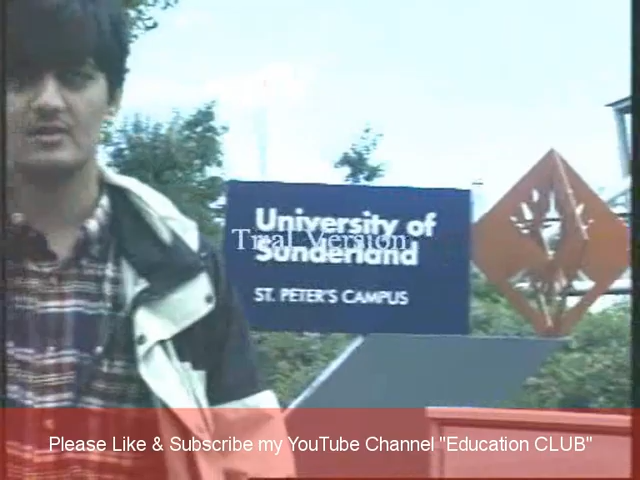 University of
Trial Version
Sunderland
ST. PETER'S CAMPUS
Please Like & Subscribe my YouTube Channel "Education CLUB"